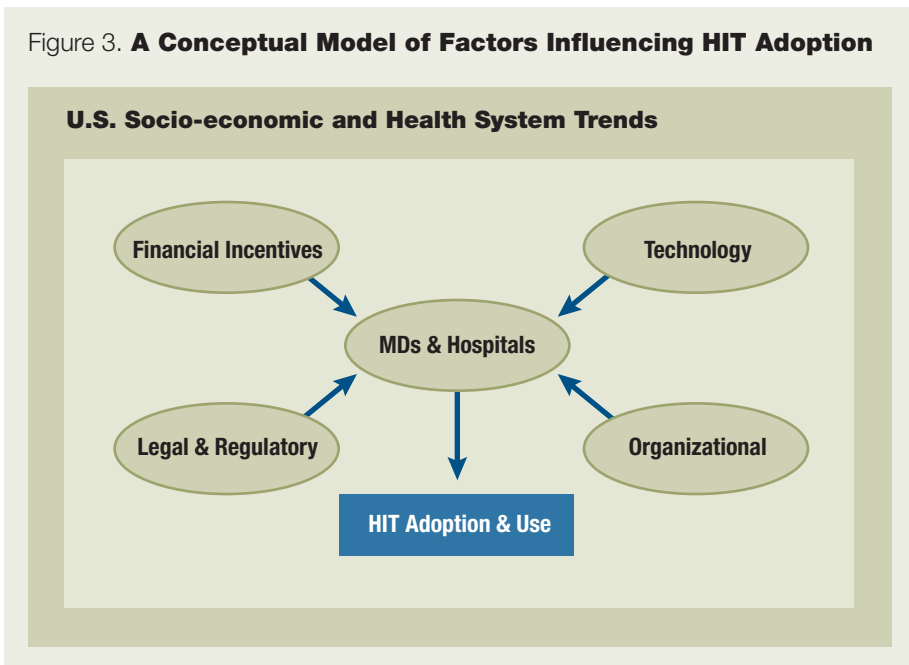 Figure 3. A Conceptual Model of Factors Influencing HIT Adoption
U.S. Socio-economic and Health System Trends
Financial Incentives
Technology
MDs & Hospitals
Legal & Regulatory
Organizational
HIT Adoption & Use